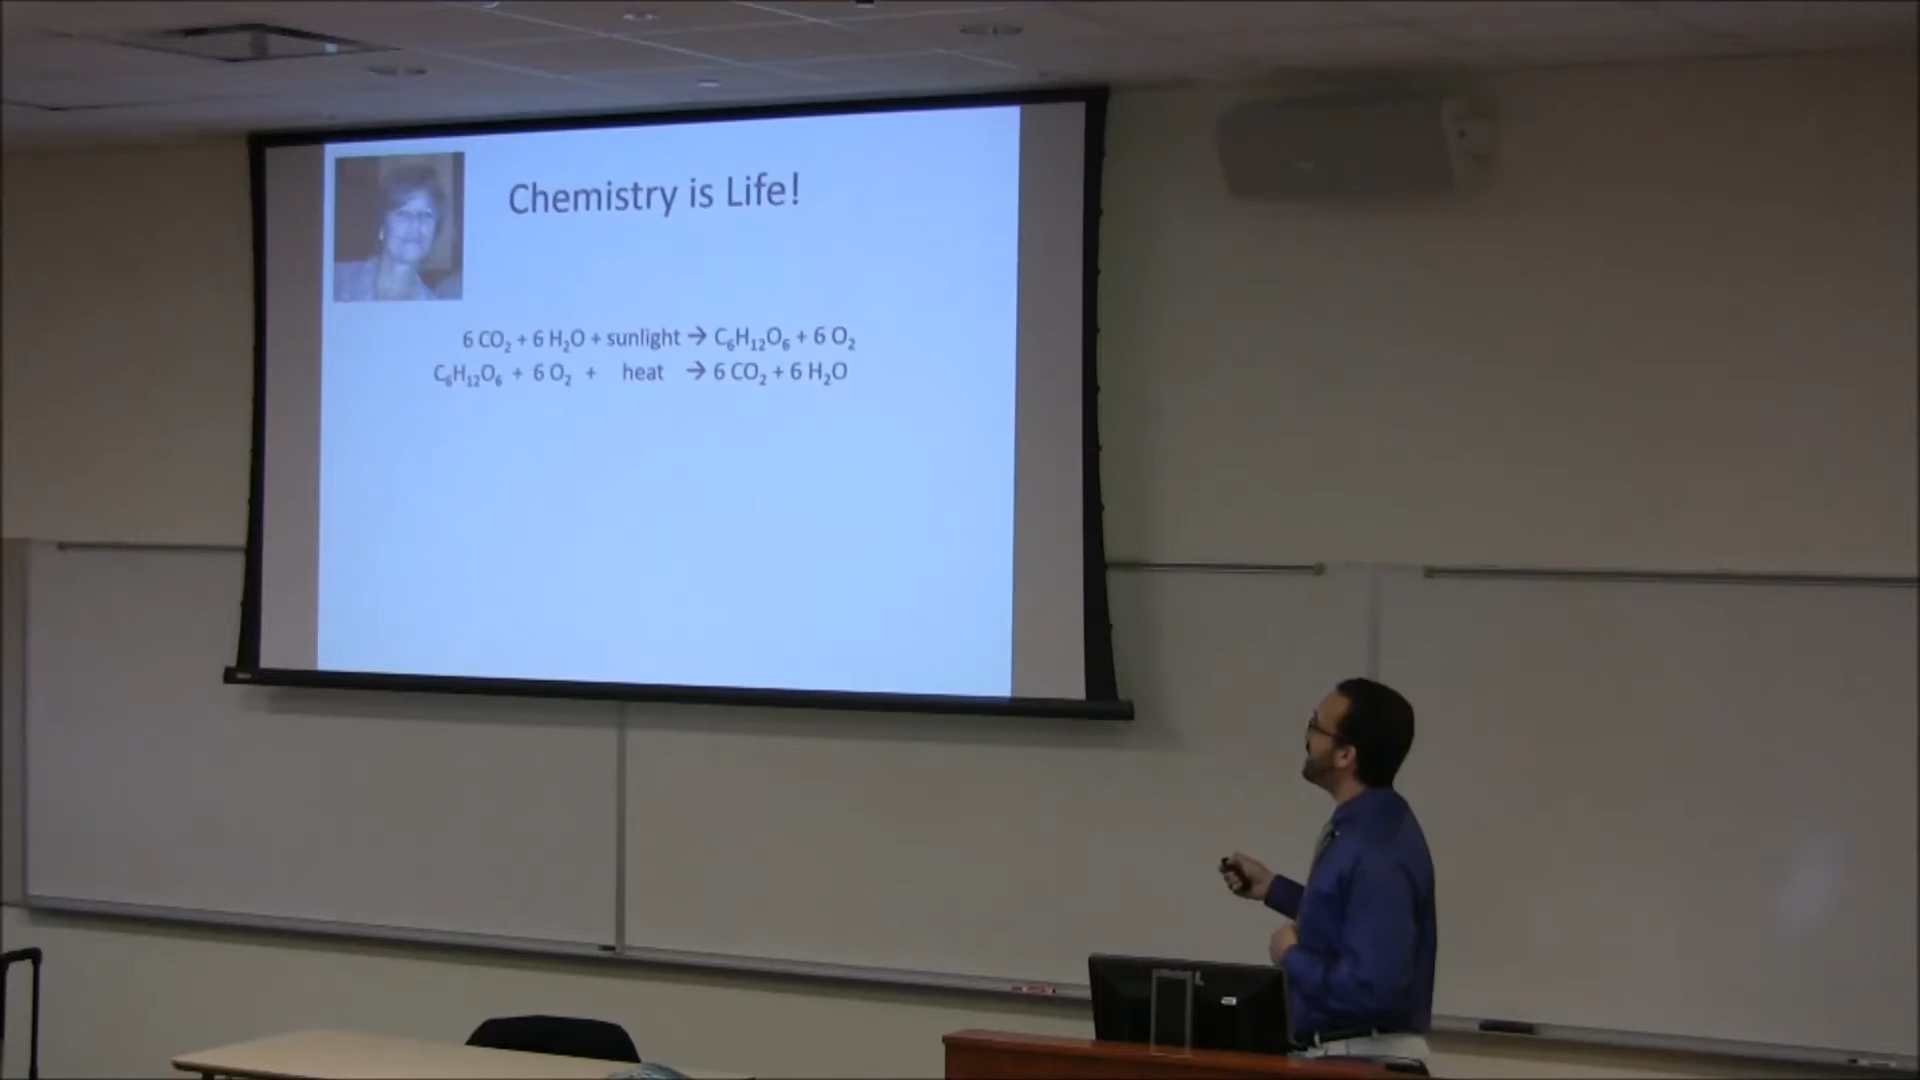 Chemistry is Life!
6 CO₂ + 6 H₂O + sunlight → C₆H₁₂O₆ + 6 O₂
C₆H₁₂O₆ + 6 O₂ + heat → 6 CO₂ + 6 H₂O